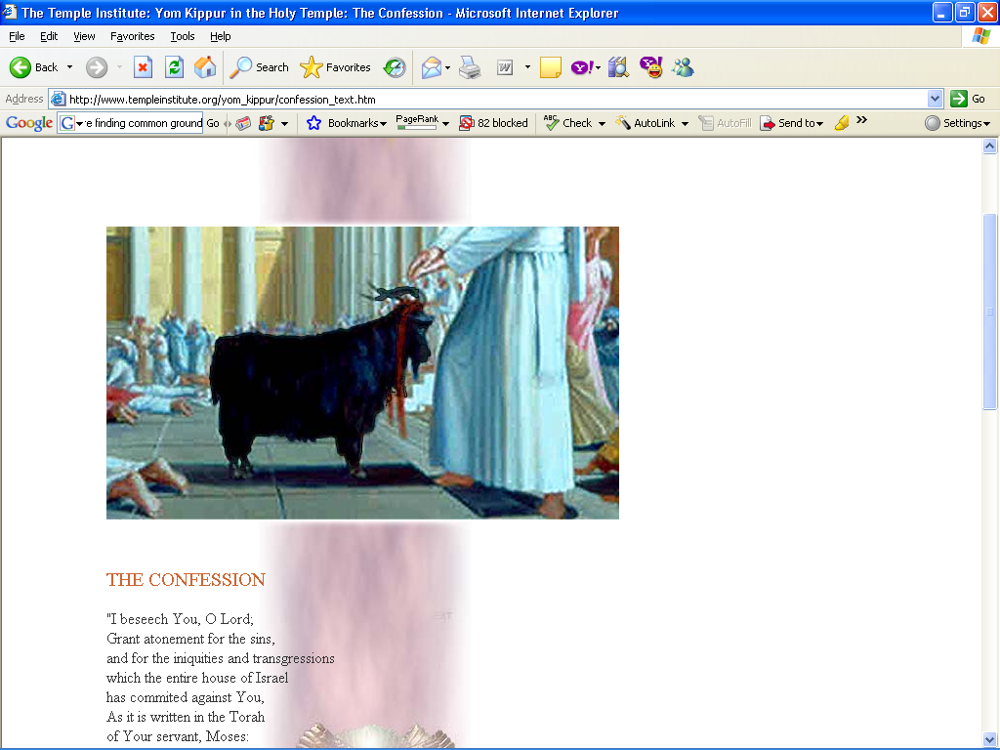 The Temple Institute: Yom Kippur in the Holy Temple: The Confession - Microsoft Internet Explorer
File Edit View Favorites Tools Help
Back Search Favorites
Address http://www.templeinstitute.org/yom_kippur/confession_text.htm Go
Google G e finding common ground Go Bookmarks PageRank 82 blocked ABC Check AutoLink AutoFill Send to Settings
THE CONFESSION
"I beseech You, O Lord;
Grant atonement for the sins,
and for the iniquities and transgressions
which the entire house of Israel
has commited against You,
As it is written in the Torah
of Your servant, Moses: